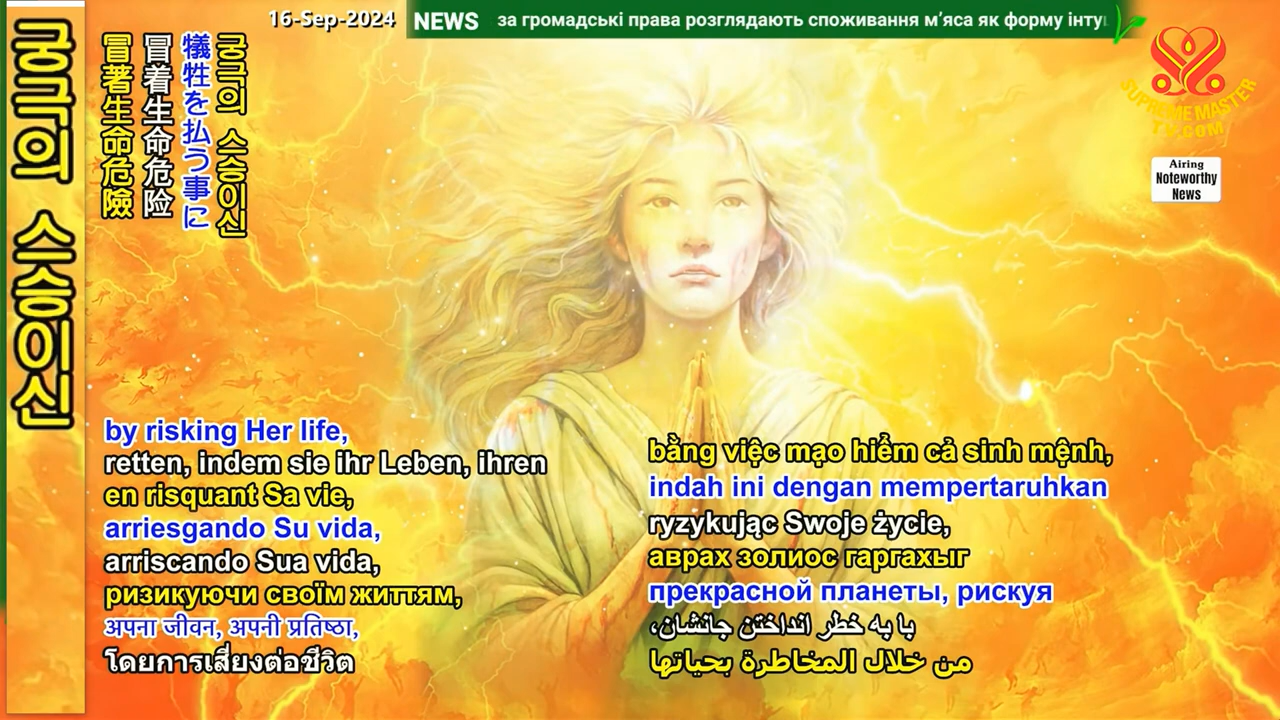 16-Sep-2024
NEWS за громадські права розглядають споживання м’яса як форму інту
SUPREME MASTER
TV.COM
Airing
Noteworthy
News
궁극의 스승이신
冒著生命危險
冒着生命危险
犠牲を払う事に
궁극의 스승이신
by risking Her life,
retten, indem sie ihr Leben, ihren
en risquant Sa vie,
arriesgando Su vida,
arriscando Sua vida,
ризикуючи своїм життям,
अपना जीवन, अपनी प्रतिष्ठा,
โดยการเสี่ยงต่อชีวิต
bằng việc mạo hiểm cả sinh mệnh,
indah ini dengan mempertaruhkan
ryzykując Swoje życie,
аврах золиос гаргахыг
прекрасной планеты, рискуя
با به خطر انداختن جانشان،
من خلال المخاطرة بحياتها